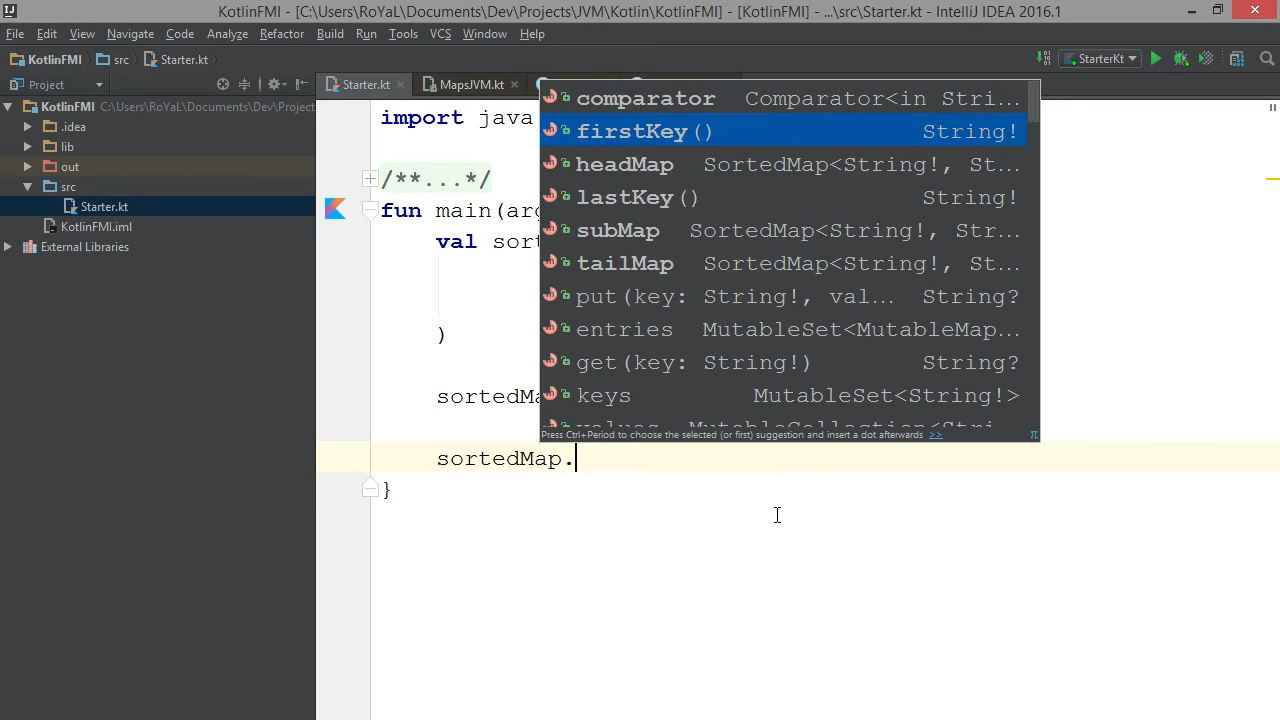 KotlinFMI - [C:\Users\RoYaL\Documents\Dev\Projects\JVM\Kotlin\KotlinFMI] - [KotlinFMI] - ...\src\Starter.kt - IntelliJ IDEA 2016.1
File Edit View Navigate Code Analyze Refactor Build Run Tools VCS Window Help
KotlinFMI src Starter.kt StarterKt
Project Starter.kt MapsJVM.kt
KotlinFMI C:\Users\RoYaL\Documents\Dev\Project
.idea
lib
out
src
Starter.kt
KotlinFMI.iml
External Libraries
import java
/**...*/
fun main(arg
val sort
)
sortedMa
sortedMap.
}
comparator Comparator<in Stri...
firstKey() String!
headMap SortedMap<String!, St...
lastKey() String!
subMap SortedMap<String!, Str...
tailMap SortedMap<String!, St...
put(key: String!, val... String?
entries MutableSet<MutableMap...
get(key: String!) String?
keys MutableSet<String!>
values MutableCollection<Stri
Press Ctrl+Period to choose the selected (or first) suggestion and insert a dot afterwards >> π